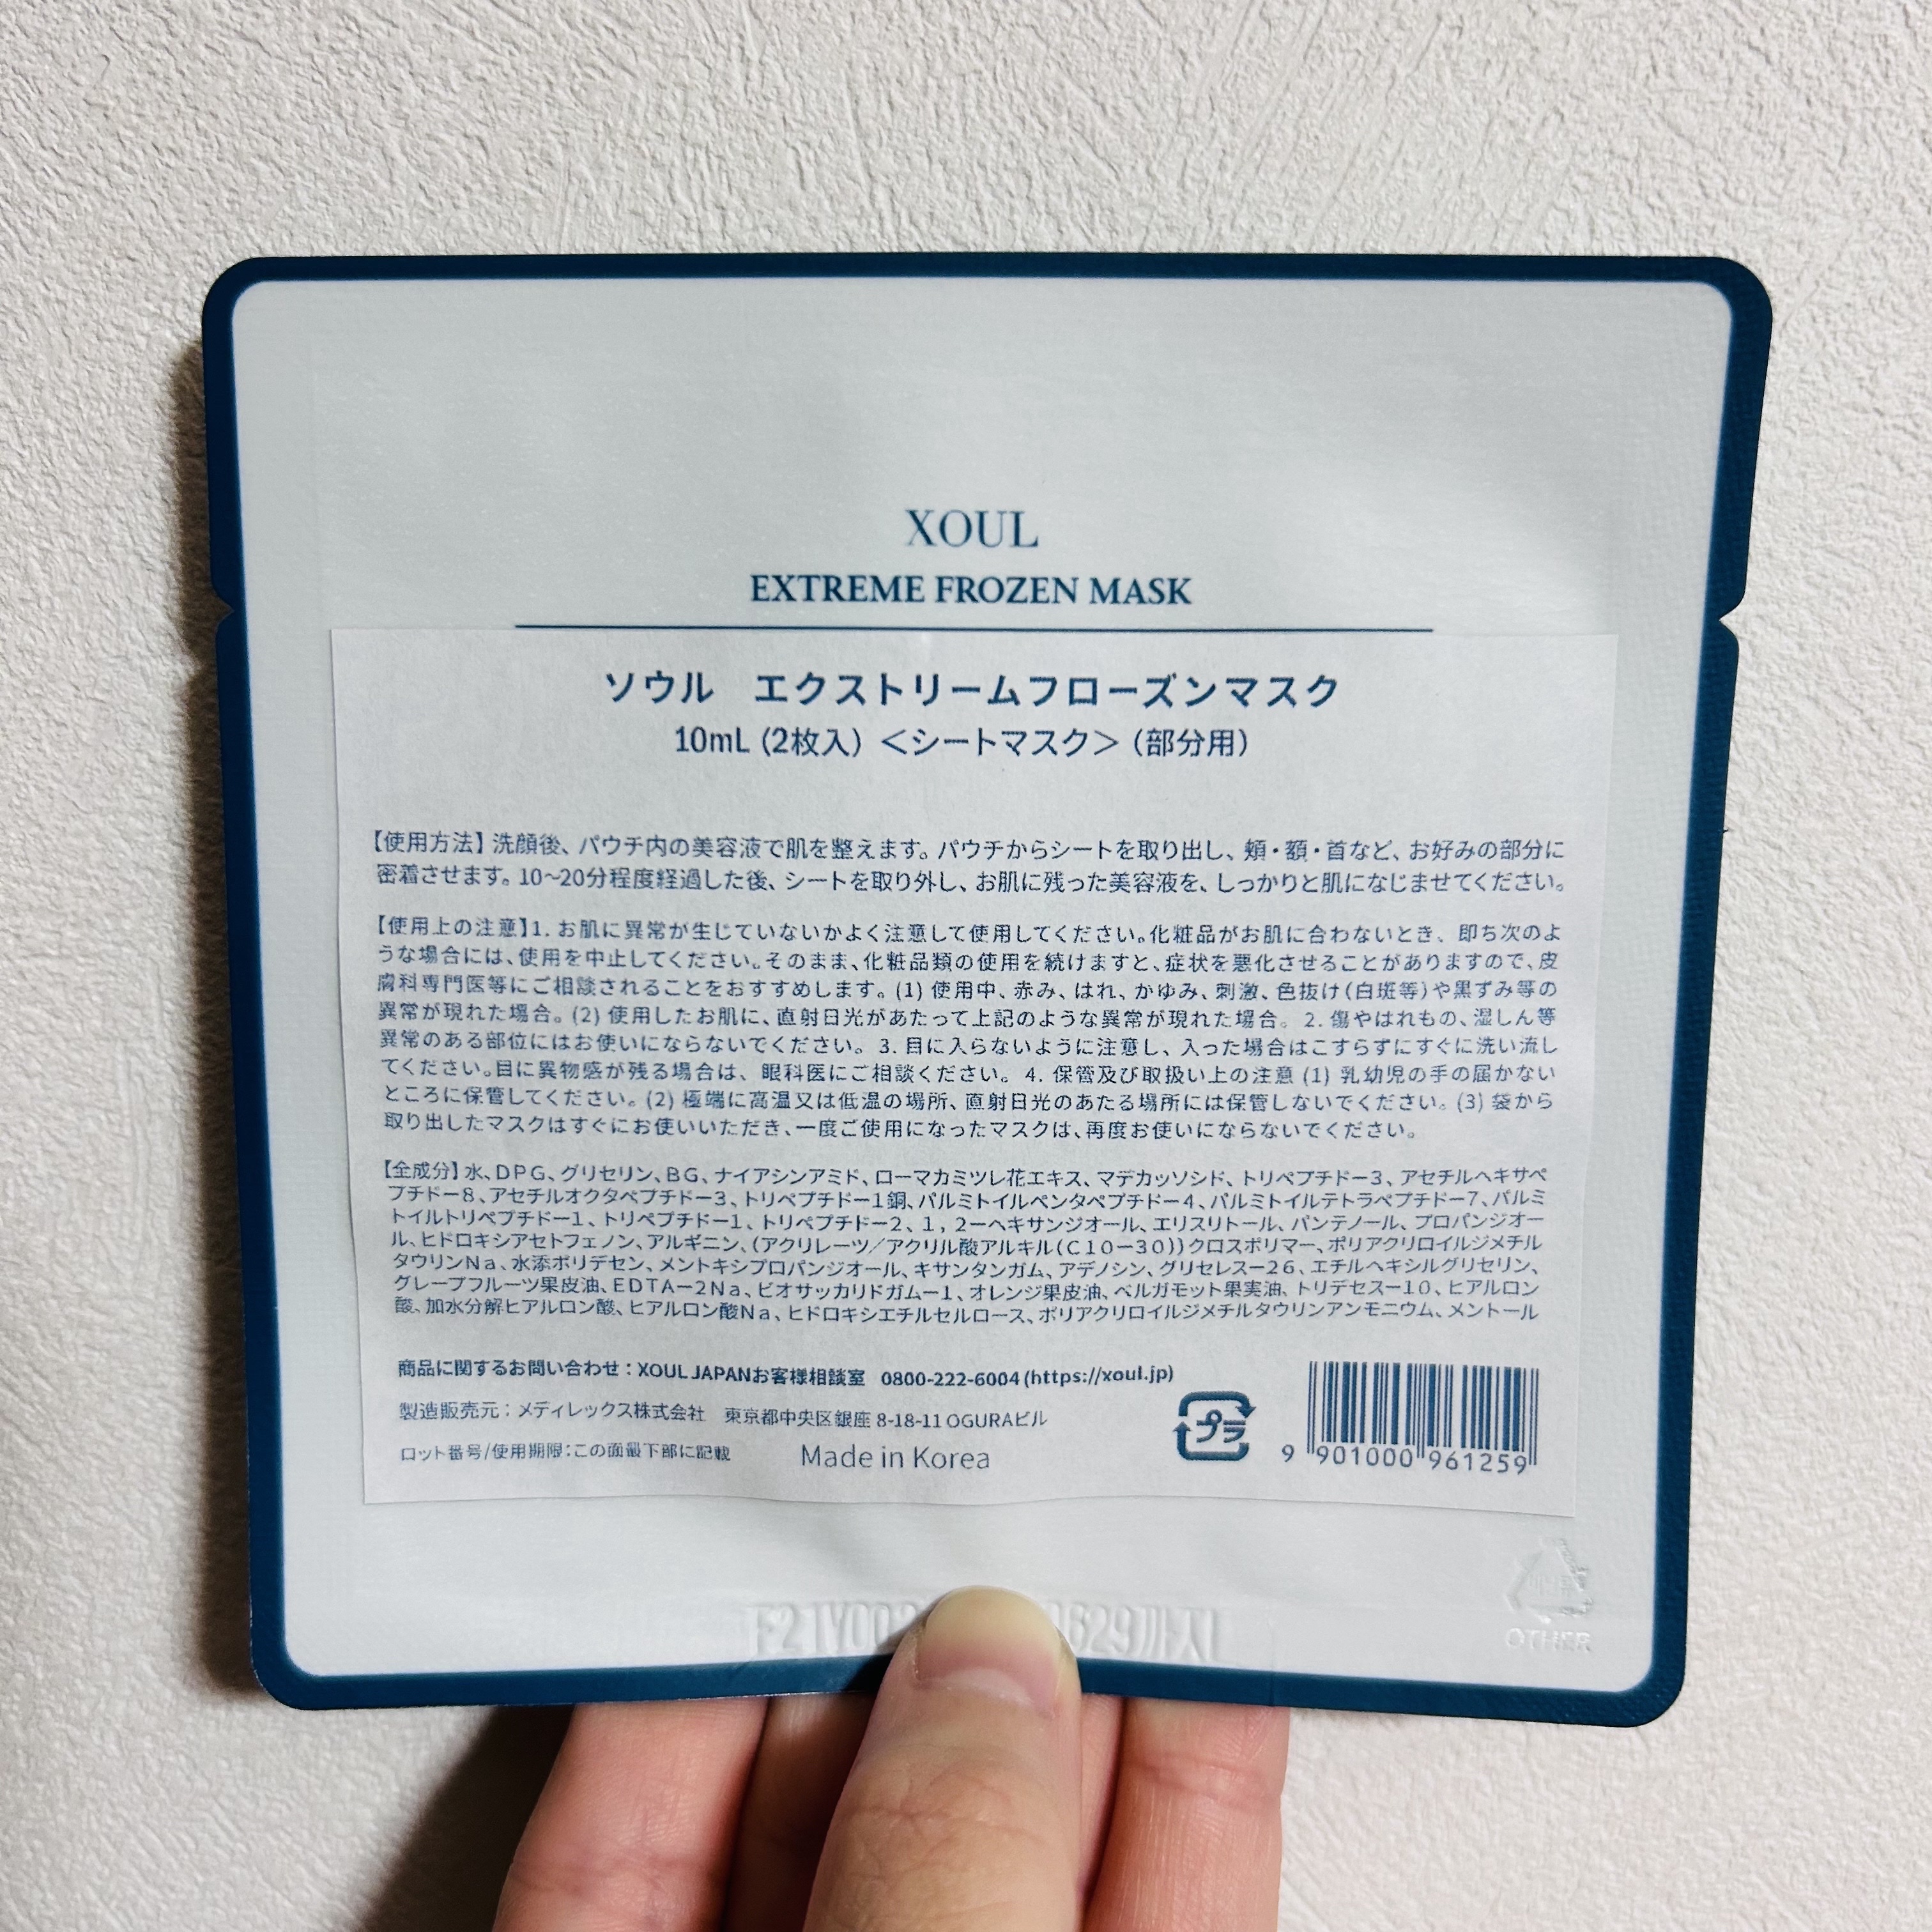 XOUL
EXTREME FROZEN MASK
ソウル　エクストリームフローズンマスク
10mL (2枚入) ＜シートマスク＞ (部分用)
【使用方法】洗顔後、パウチ内の美容液で肌を整えます。パウチからシートを取り出し、頬・額・首など、お好みの部分に
密着させます。10~20分程度経過した後、シートを取り外し、お肌に残った美容液を、しっかりと肌になじませてください。
【使用上の注意】1. お肌に異常が生じていないかよく注意して使用してください。化粧品がお肌に合わないとき、即ち次のよ
うな場合には、使用を中止してください。そのまま、化粧品類の使用を続けますと、症状を悪化させることがありますので、皮
膚科専門医等にご相談されることをおすすめします。(1) 使用中、赤み、はれ、かゆみ、刺激、色抜け(白斑等)や黒ずみ等の
異常が現れた場合。(2) 使用したお肌に、直射日光があたって上記のような異常が現れた場合。 2. 傷やはれもの、湿しん等
異常のある部位にはお使いにならないでください。 3. 目に入らないように注意し、入った場合はこすらずにすぐに洗い流し
てください。目に異物感が残る場合は、眼科医にご相談ください。 4. 保管及び取扱い上の注意 (1) 乳幼児の手の届かない
ところに保管してください。(2) 極端に高温又は低温の場所、直射日光のあたる場所には保管しないでください。(3) 袋から
取り出したマスクはすぐにお使いいただき、一度ご使用になったマスクは、再度お使いにならないでください。
【全成分】水、DPG、グリセリン、BG、ナイアシンアミド、ローマカミツレ花エキス、マデカッソシド、トリペプチドー3、アセチルヘキサペ
プチドー8、アセチルオクタペプチドー3、トリペプチドー1銅、パルミトイルペンタペプチドー4、パルミトイルテトラペプチドー7、パルミ
トイルトリペプチドー1、トリペプチドー1、トリペプチドー2、1，2ーヘキサンジオール、エリスリトール、パンテノール、プロパンジオー
ル、ヒドロキシアセトフェノン、アルギニン、(アクリレーツ／アクリル酸アルキル(C10ー30))クロスポリマー、ポリアクリロイルジメチル
タウリンNa、水添ポリデセン、メントキシプロパンジオール、キサンタンガム、アデノシン、グリセレスー26、エチルヘキシルグリセリン、
グレープフルーツ果皮油、EDTAー2Na、ビオサッカリドガムー1、オレンジ果皮油、ベルガモット果実油、トリデセスー10、ヒアルロン
酸、加水分解ヒアルロン酸、ヒアルロン酸Na、ヒドロキシエチルセルロース、ポリアクリロイルジメチルタウリンアンモニウム、メントール
商品に関するお問い合わせ：XOUL JAPANお客様相談室 0800-222-6004 (https://xoul.jp)
製造販売元：メディレックス株式会社　東京都中央区銀座 8-18-11 OGURAビル
ロット番号/使用期限：この面最下部に記載 Made in Korea
プラ
9 901000 961259
OTHER